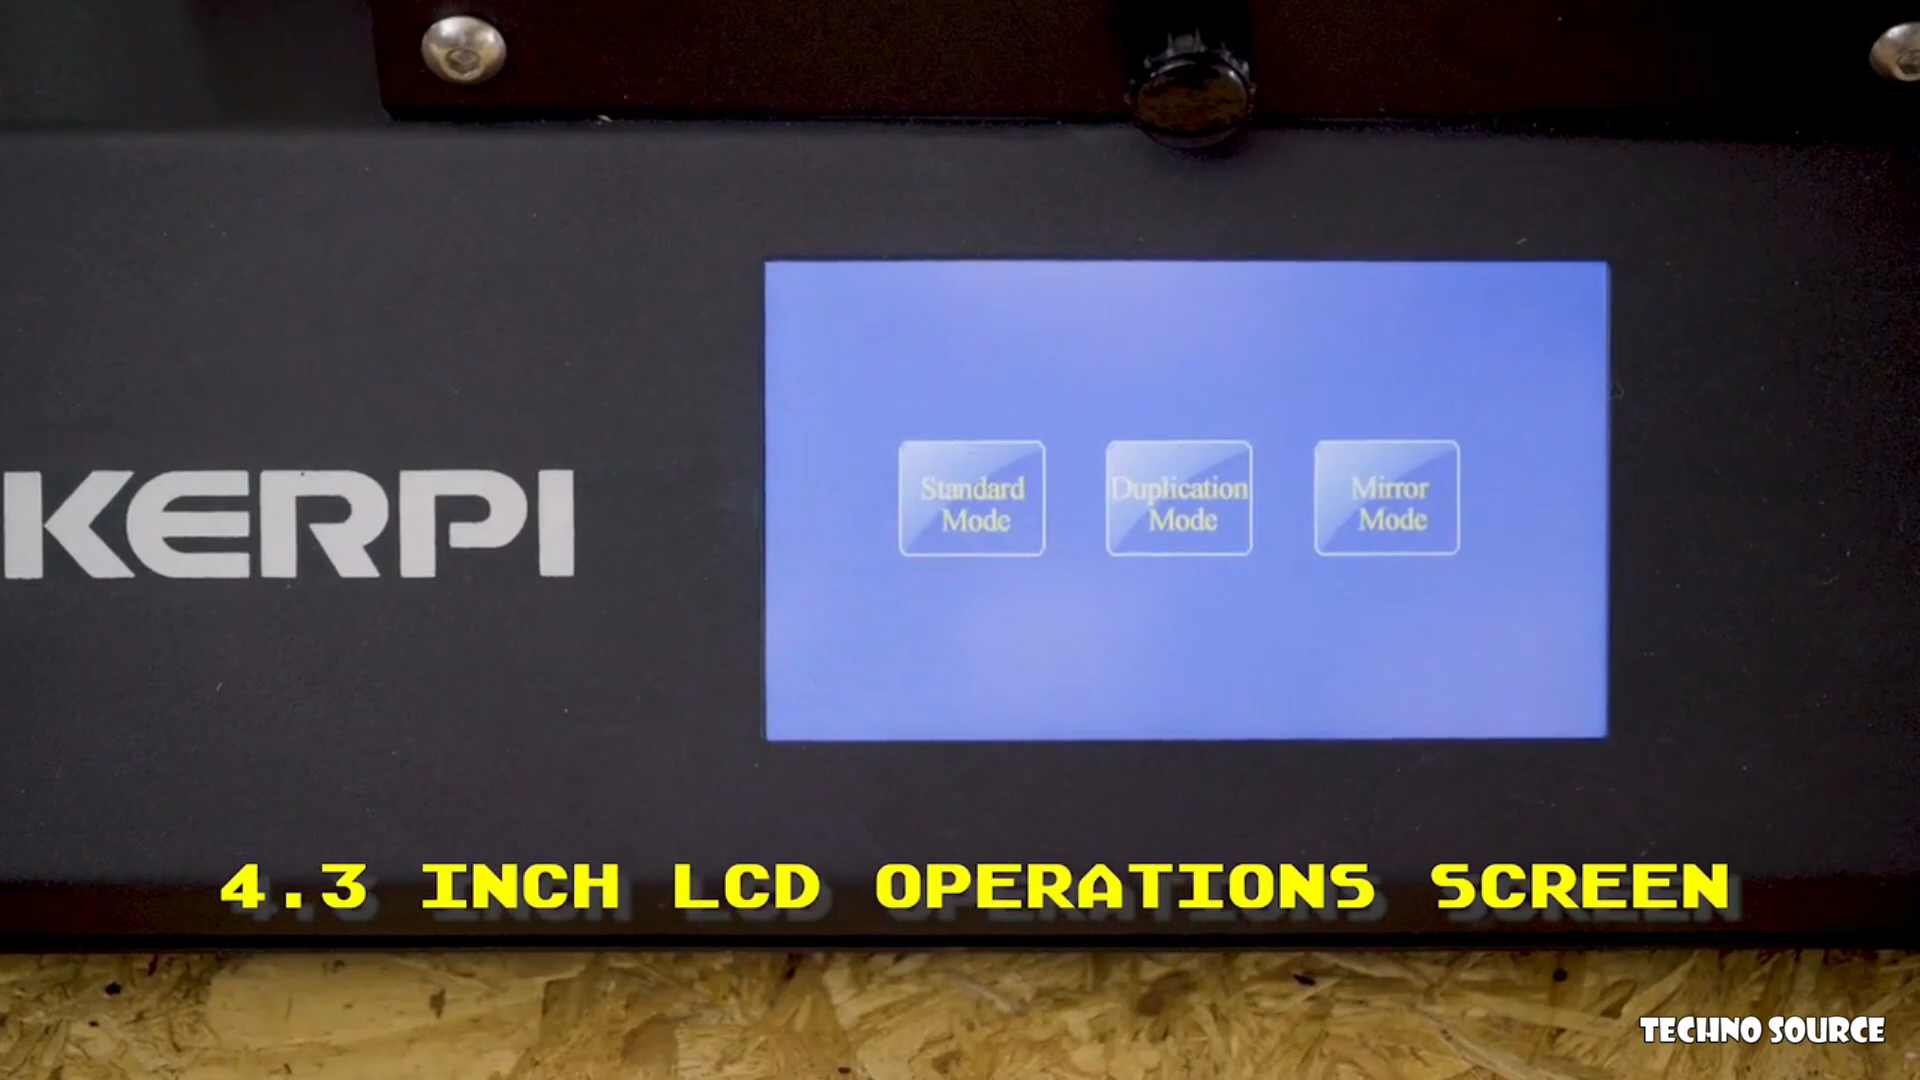 KERPI
Standard
Mode
Duplication
Mode
Mirror
Mode
4.3 INCH LCD OPERATIONS SCREEN
TECHNO SOURCE